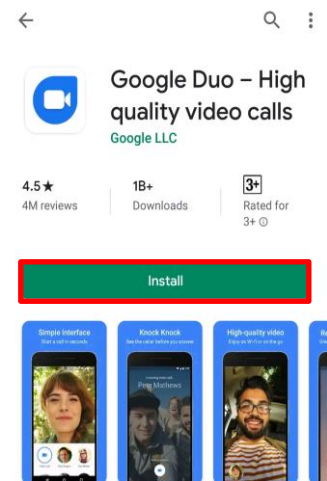 Google Duo – High
quality video calls
Google LLC
4.5★
4M reviews
1B+
Downloads
3+
Rated for
3+
Install
Simple interface
Start a call in seconds
Knock Knock
See the caller before you answer
Pete Mathews
High-quality video
Enjoy on Wi-Fi or on the go